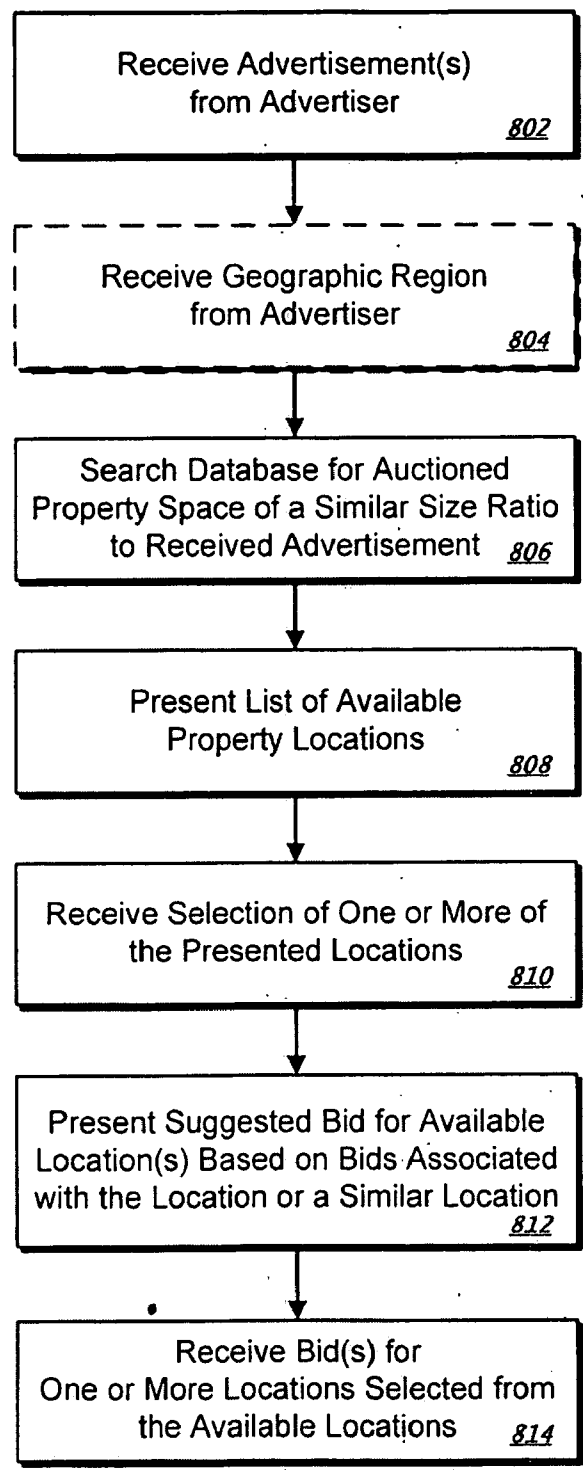 Receive Advertisement(s)
from Advertiser
802
Receive Geographic Region
from Advertiser
804
Search Database for Auctioned
Property Space of a Similar Size Ratio
to Received Advertisement 806
Present List of Available
Property Locations
808
Receive Selection of One or More of
the Presented Locations
810
Present Suggested Bid for Available
Location(s) Based on Bids Associated
with the Location or a Similar Location
812
Receive Bid(s) for
One or More Locations Selected from
the Available Locations 814